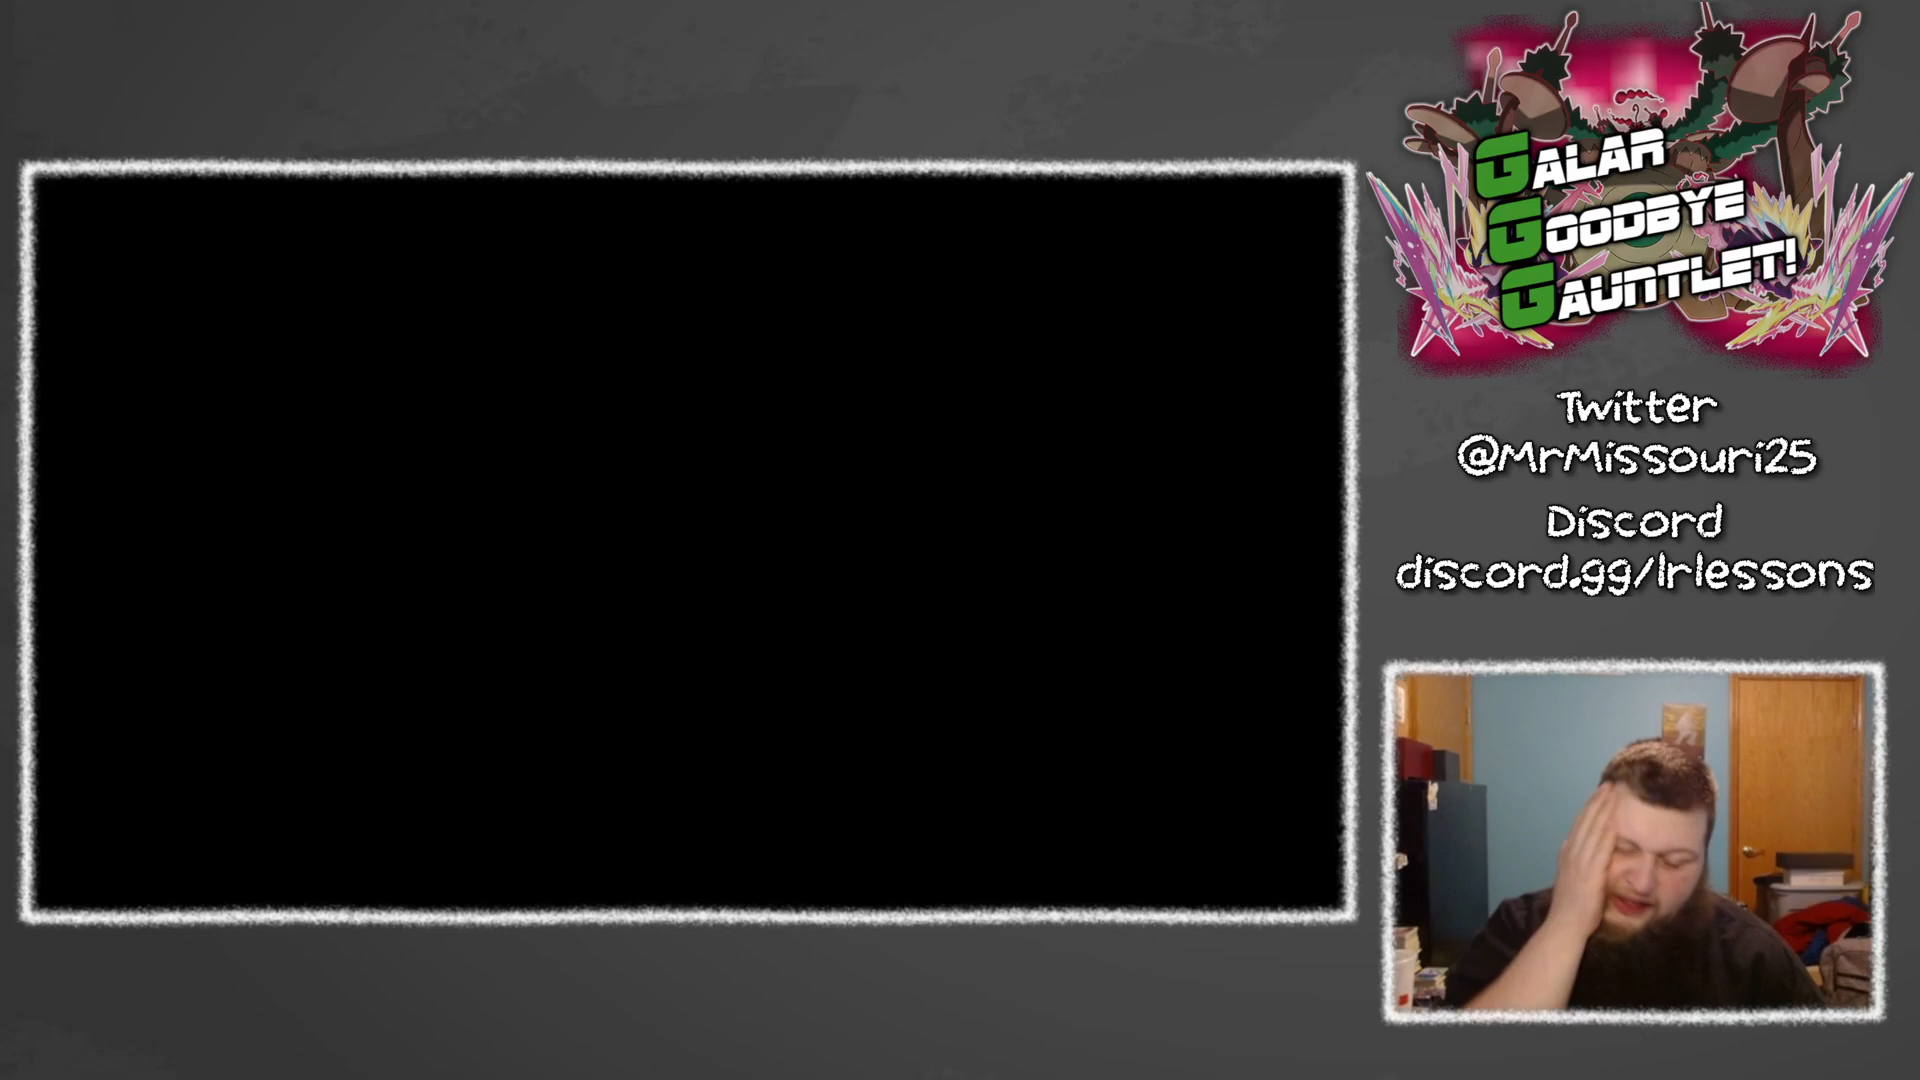 GALAR
GOODBYE
GAUNTLET!
Twitter
@MrMissouri25
Discord
discord.gg/lrlessons